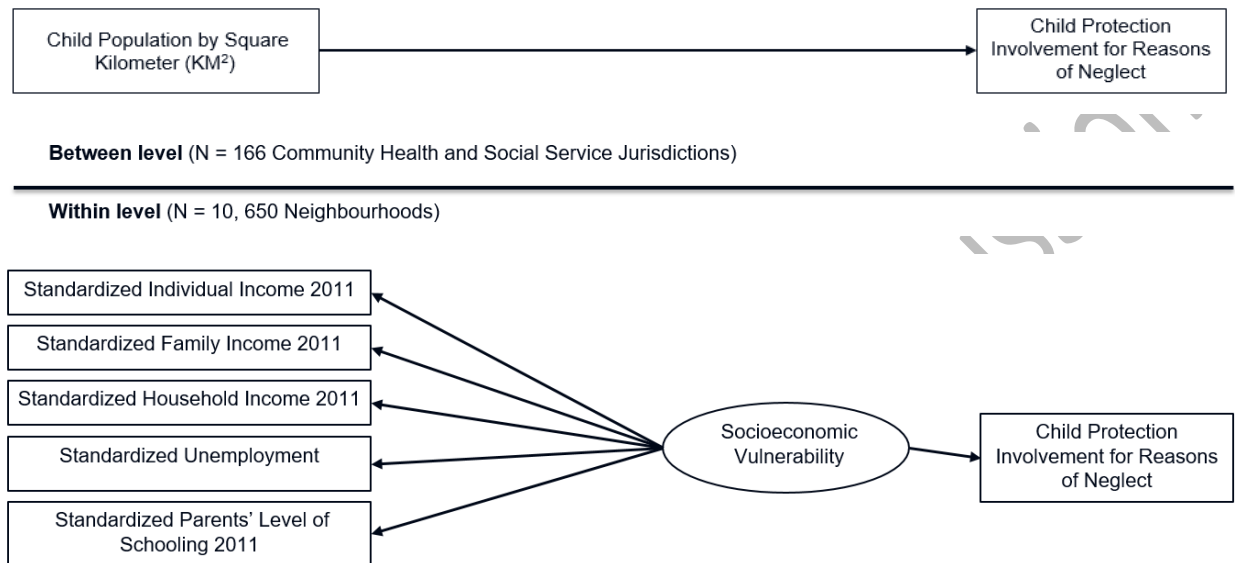 Child Population by Square
Kilometer (KM²)
Child Protection
Involvement for Reasons
of Neglect
Between level (N = 166 Community Health and Social Service Jurisdictions)
Within level (N = 10, 650 Neighbourhoods)
Standardized Individual Income 2011
Standardized Family Income 2011
Standardized Household Income 2011
Standardized Unemployment
Standardized Parents’ Level of
Schooling 2011
Socioeconomic
Vulnerability
Child Protection
Involvement for Reasons
of Neglect